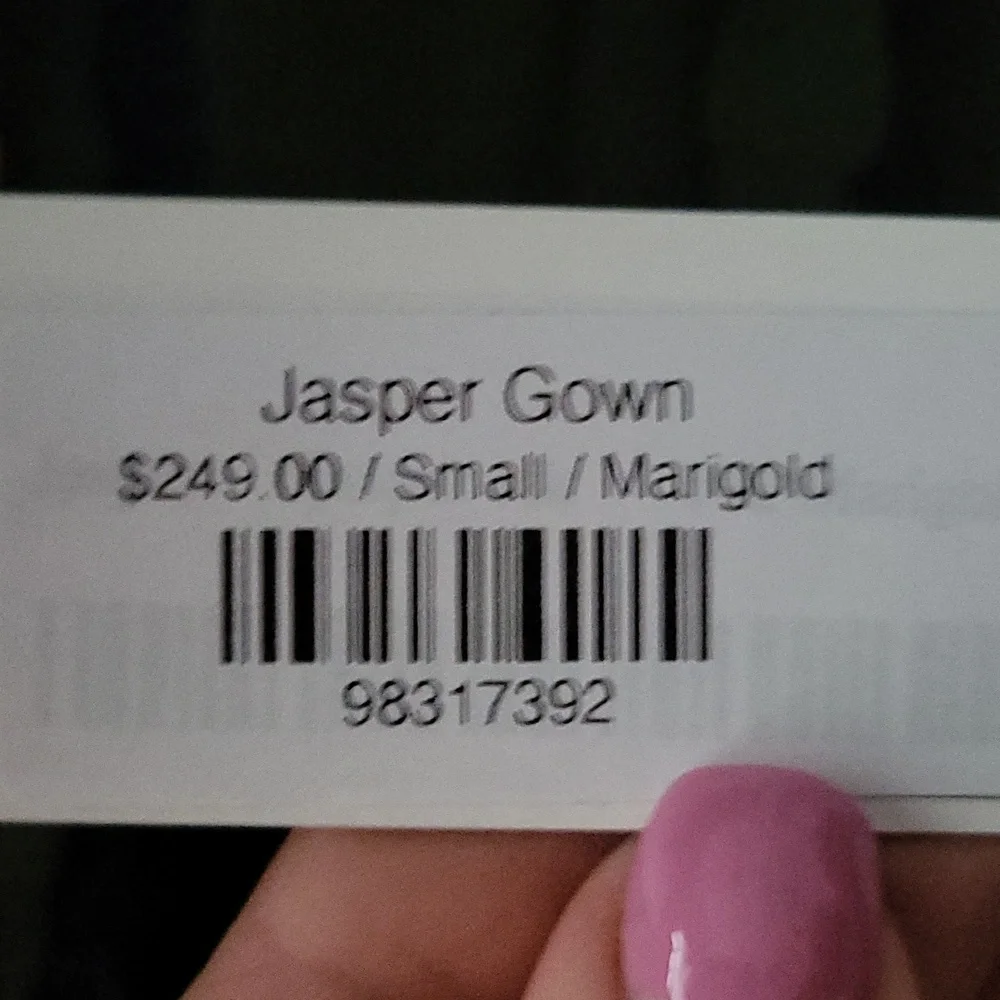 Jasper Gown
$249.00 / Small / Marigold
98317392